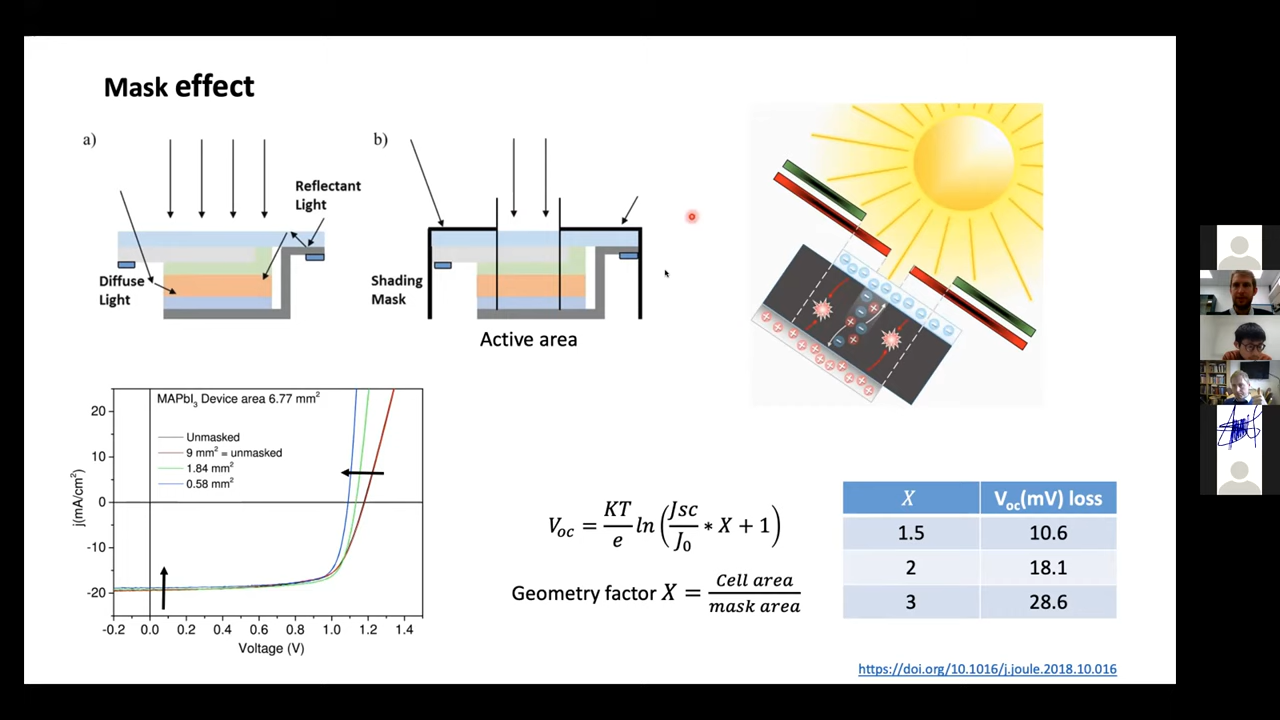 Mask effect
a)
Reflectant
Light
Diffuse
Light
b)
Shading
Mask
Active area
MAPbI3 Device area 6.77 mm2
Unmasked
9 mm2 = unmasked
1.84 mm2
0.58 mm2
j(mA/cm2)
20
10
0
-10
-20
-0.2 0.0 0.2 0.4 0.6 0.8 1.0 1.2 1.4
Voltage (V)
Voc = KT/e ln(Jsc/J0 * X + 1)
Geometry factor X = Cell area/mask area
X Voc(mV) loss
1.5 10.6
2 18.1
3 28.6
https://doi.org/10.1016/j.joule.2018.10.016